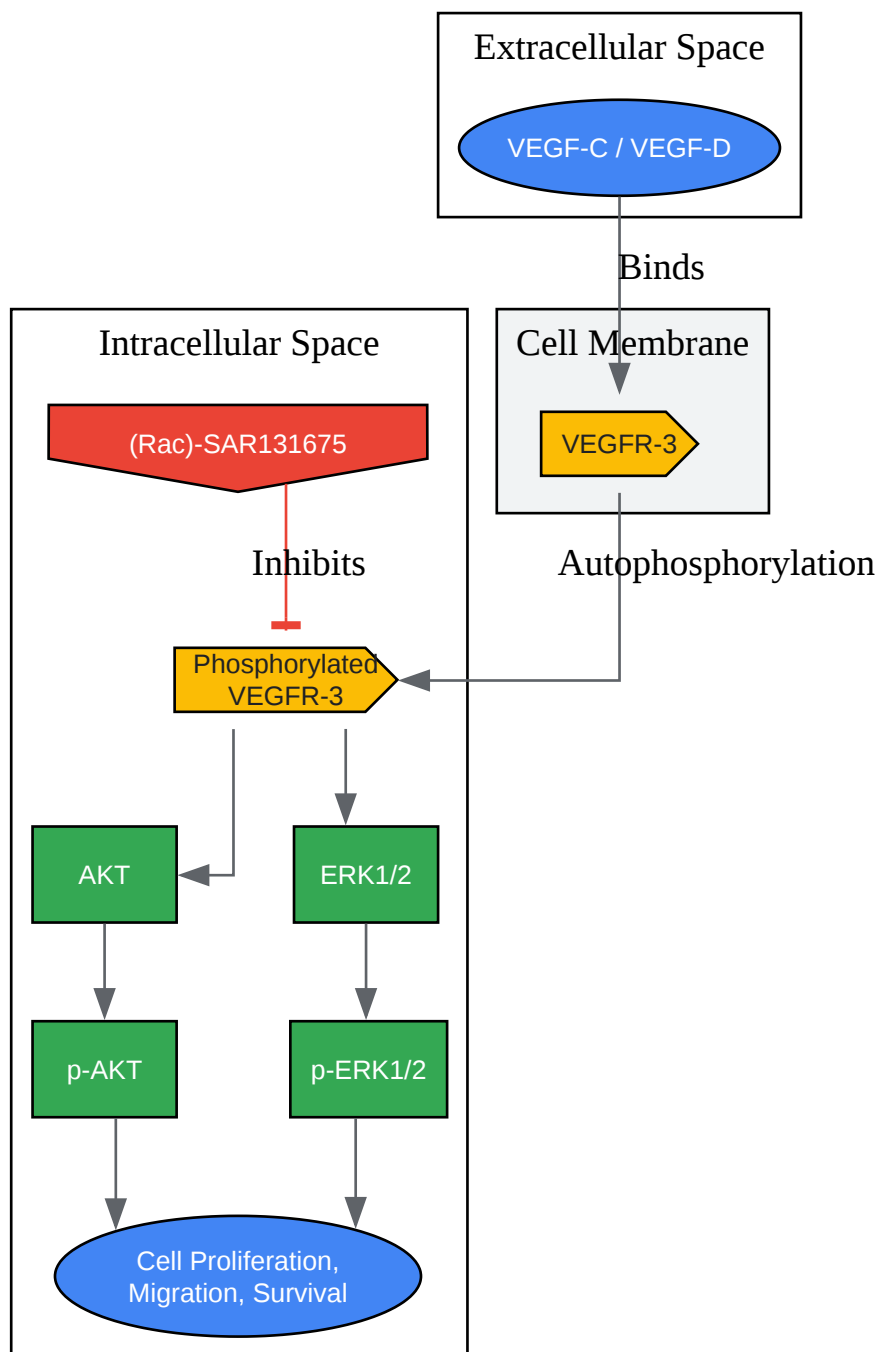 Extracellular Space
VEGF-C / VEGF-D
Binds
Intracellular Space
Cell Membrane
(Rac)-SAR131675
VEGFR-3
Inhibits
Autophosphorylation
Phosphorylated
VEGFR-3
AKT
ERK1/2
p-AKT
p-ERK1/2
Cell Proliferation,
Migration, Survival